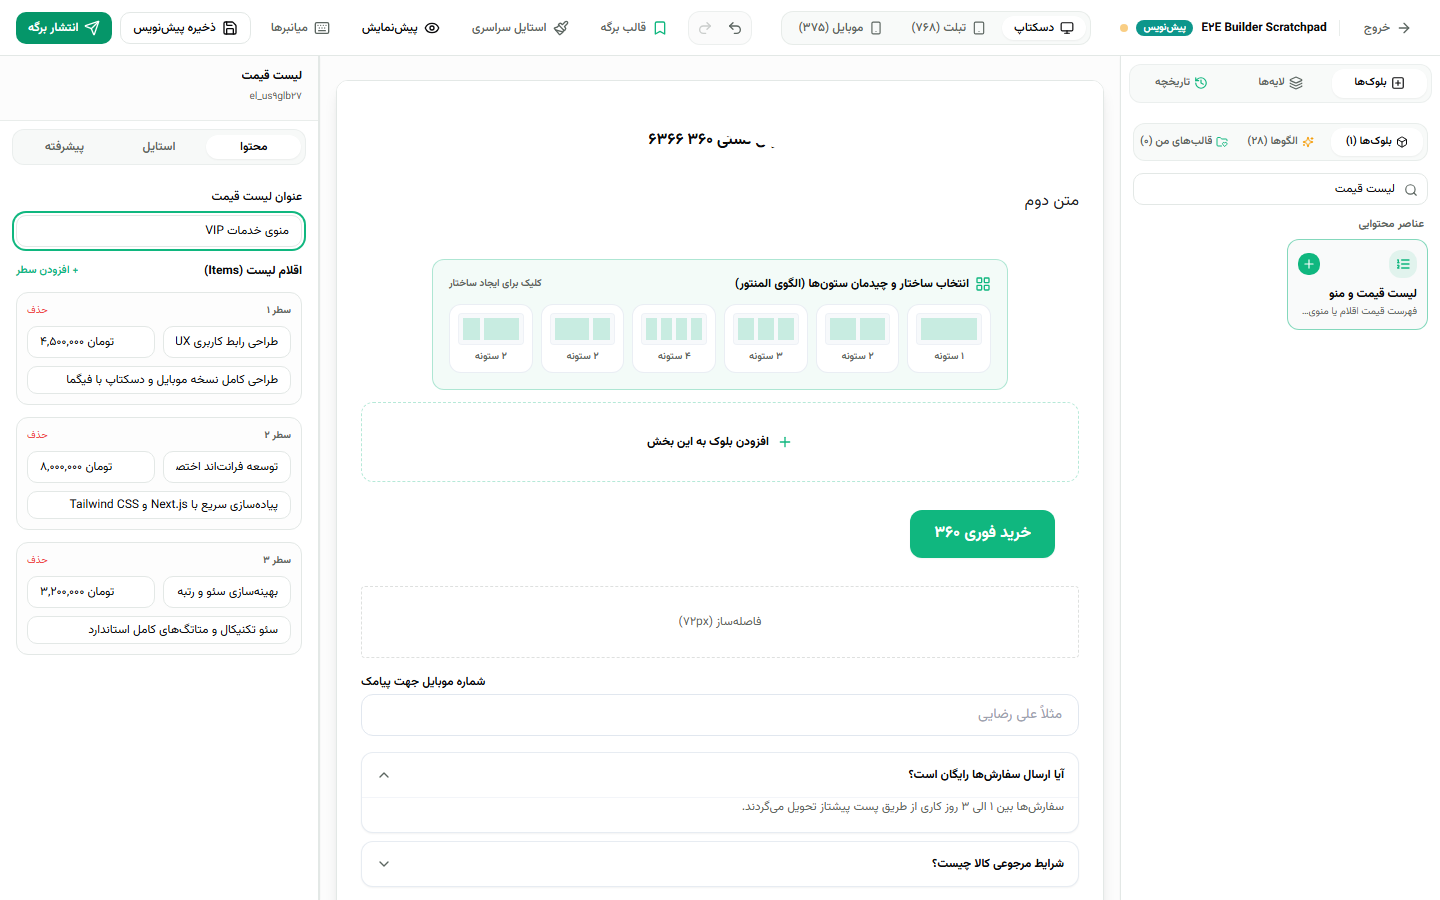 خروج
E۲E Builder Scratchpad
پیش‌نویس
دسکتاپ
تبلت (۷۶۸)
موبایل (۳۷۵)
قالب برگه
استایل سراسری
پیش‌نمایش
میانبرها
ذخیره پیش‌نویس
انتشار برگه
بلوک‌ها
لایه‌ها
تاریخچه
بلوک‌ها (۱)
الگوها (۲۸)
قالب‌های من (۰)
لیست قیمت
عناصر محتوایی
لیست قیمت و منو
فهرست قیمت اقلام یا منوی...
۳۶۰ ۶۳۶۶
متن دوم
انتخاب ساختار و چیدمان ستون‌ها (الگوی المنتور)
کلیک برای ایجاد ساختار
۱ ستونه
۲ ستونه
۳ ستونه
۴ ستونه
۲ ستونه
۲ ستونه
افزودن بلوک به این بخش
خرید فوری ۳۶۰
فاصله‌ساز (۷۲px)
شماره موبایل جهت پیامک
مثلاً علی رضایی
آیا ارسال سفارش‌ها رایگان است؟
سفارش‌ها بین ۱ الی ۳ روز کاری از طریق پست پیشتاز تحویل می‌گردند.
شرایط مرجوعی کالا چیست؟
لیست قیمت
el_us۹glb۲۷
محتوا
استایل
پیشرفته
عنوان لیست قیمت
منوی خدمات VIP
اقلام لیست (Items)
+ افزودن سطر
سطر ۱
حذف
طراحی رابط کاربری UX
۴,۵۰۰,۰۰۰ تومان
طراحی کامل نسخه موبایل و دسکتاپ با فیگما
سطر ۲
حذف
توسعه فرانت‌اند اختص
۸,۰۰۰,۰۰۰ تومان
پیاده‌سازی سریع با Next.js و Tailwind CSS
سطر ۳
حذف
بهینه‌سازی سئو و رتبه
۳,۲۰۰,۰۰۰ تومان
سئو تکنیکال و متاتگ‌های کامل استاندارد